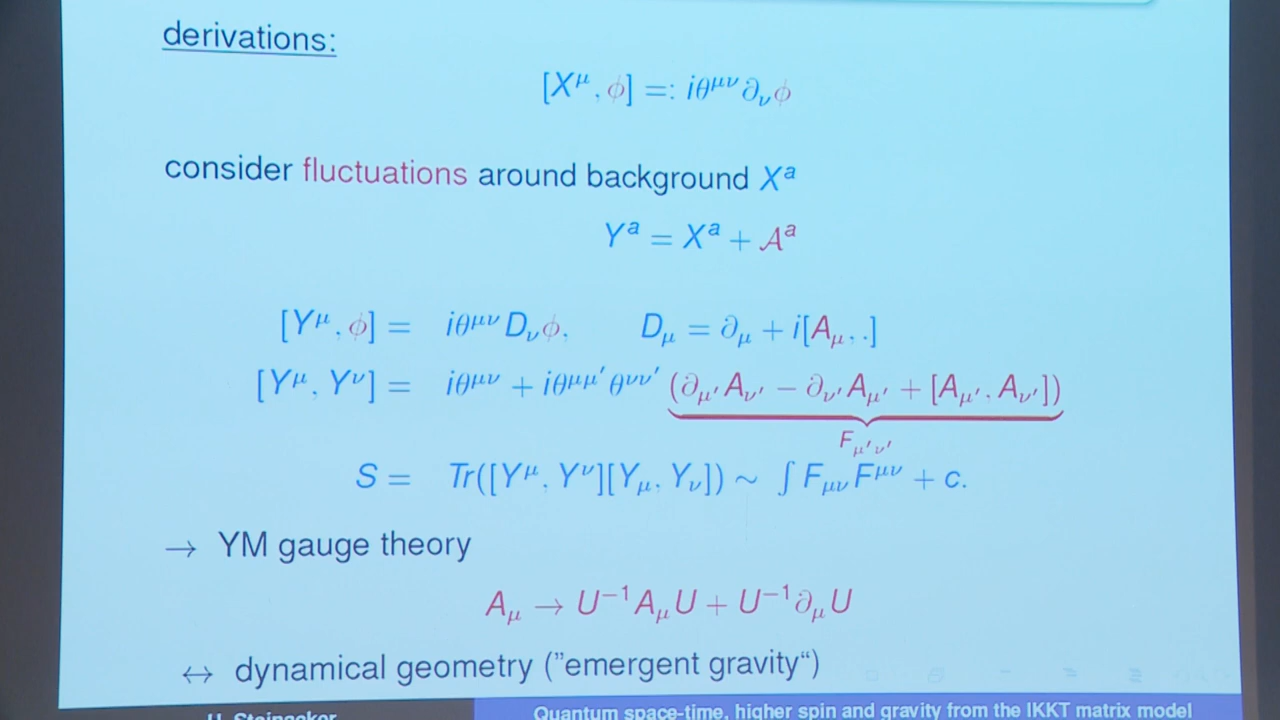 derivations:
[X^μ, ϕ] =: iθ^{μν}∂_νϕ
consider fluctuations around background X^a
Y^a = X^a + 𝒜^a
[Y^μ, ϕ] = iθ^{μν}D_νϕ, D_μ = ∂_μ + i[A_μ, .]
[Y^μ, Y^ν] = iθ^{μν} + iθ^{μμ′}θ^{νν′} (∂_{μ′}A_{ν′} − ∂_{ν′}A_{μ′} + [A_{μ′}, A_{ν′}])
F_{μ′ν′}
S = Tr([Y^μ, Y^ν][Y_μ, Y_ν]) ∼ ∫ F_{μν}F^{μν} + c.
→ YM gauge theory
A_μ → U^{−1}A_μU + U^{−1}∂_μU
↔ dynamical geometry (”emergent gravity“)
Quantum space-time, higher spin and gravity from the IKKT matrix model